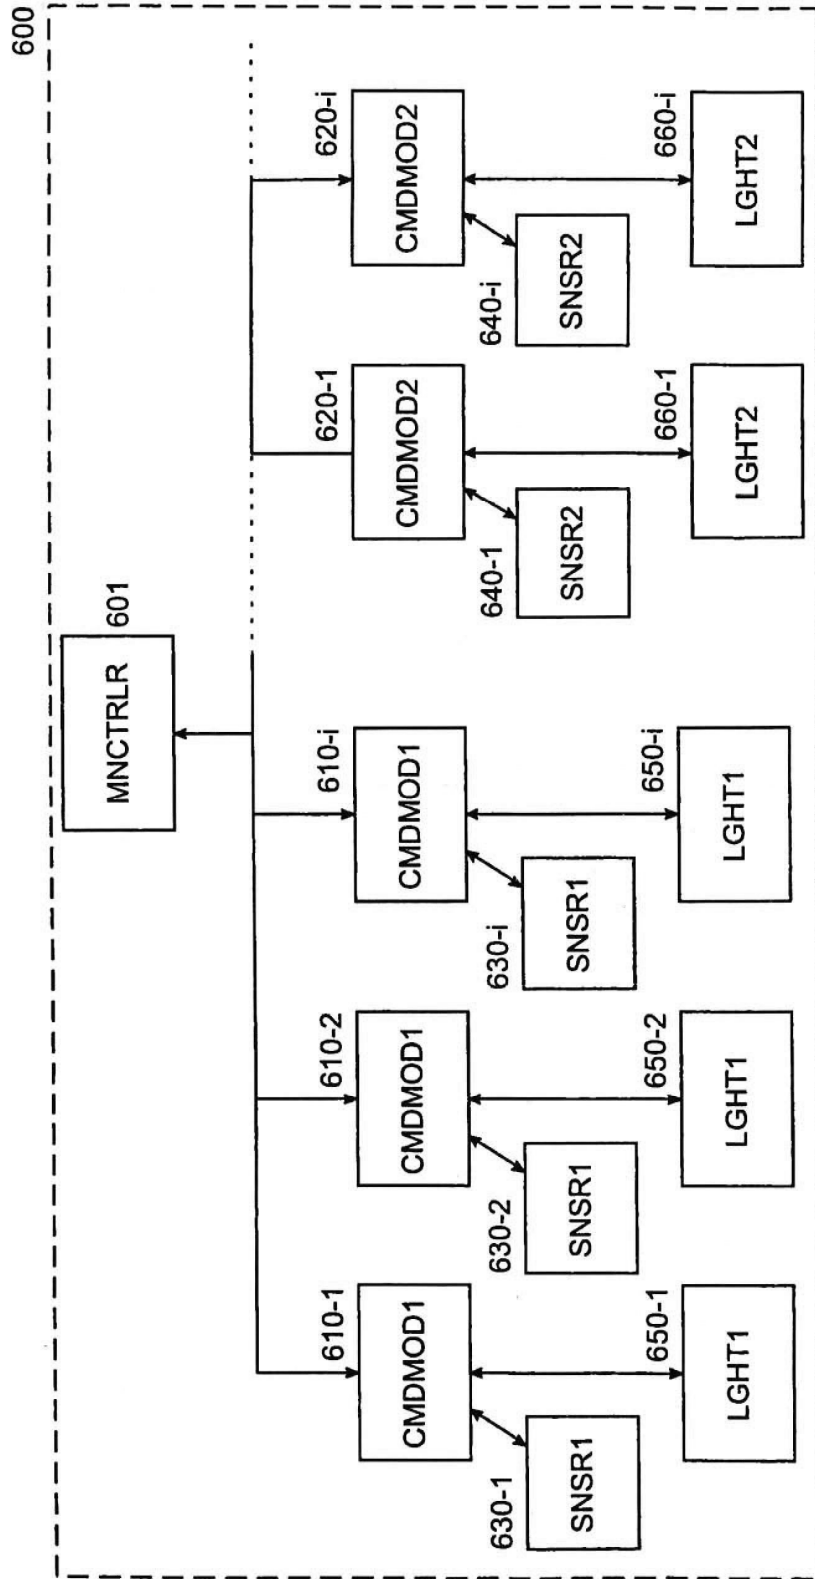 600
MNCTRLR
601
610-1
CMDMOD1
610-2
CMDMOD1
610-i
CMDMOD1
620-1
CMDMOD2
620-i
CMDMOD2
630-1
SNSR1
630-2
SNSR1
630-i
SNSR1
640-1
SNSR2
640-i
SNSR2
650-1
LGHT1
650-2
LGHT1
650-i
LGHT1
660-1
LGHT2
660-i
LGHT2